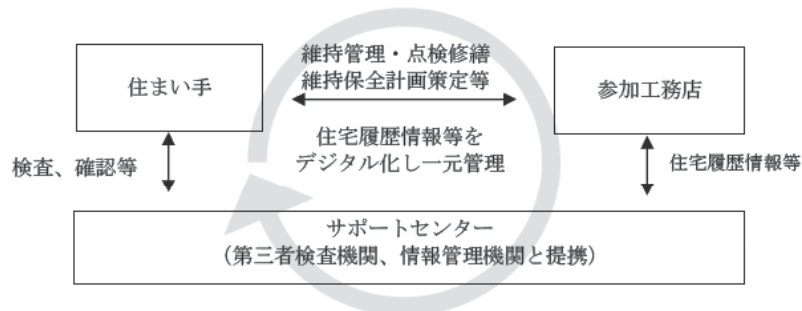 維持管理・点検修繕
維持保全計画策定等
住まい手
参加工務店
住宅履歴情報等を
デジタル化し一元管理
検査、確認等
住宅履歴情報等
サポートセンター
（第三者検査機関、情報管理機関と提携）